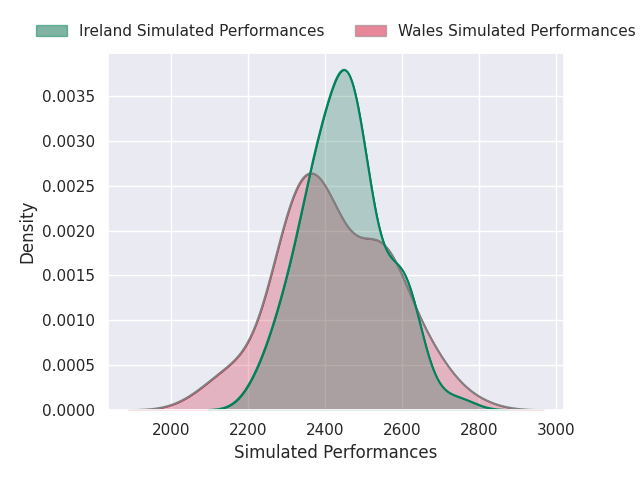 Ireland Simulated Performances
Wales Simulated Performances
0.0035
0.0030
0.0025
0.0020
0.0015
0.0010
0.0005
0.0000
Density
2000 2200 2400 2600 2800 3000
Simulated Performances